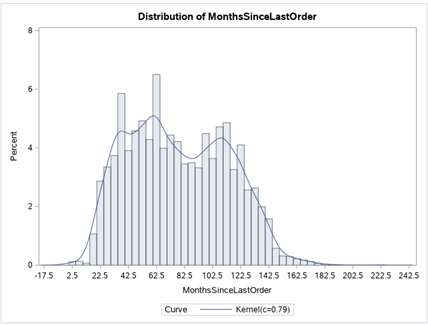 Distribution of MonthsSinceLastOrder
8
6
4
2
0
Percent
-17.5 2.5 22.5 42.5 62.5 82.5 102.5 122.5 142.5 162.5 182.5 202.5 222.5 242.5
MonthsSinceLastOrder
Curve Kernel(c=0.79)